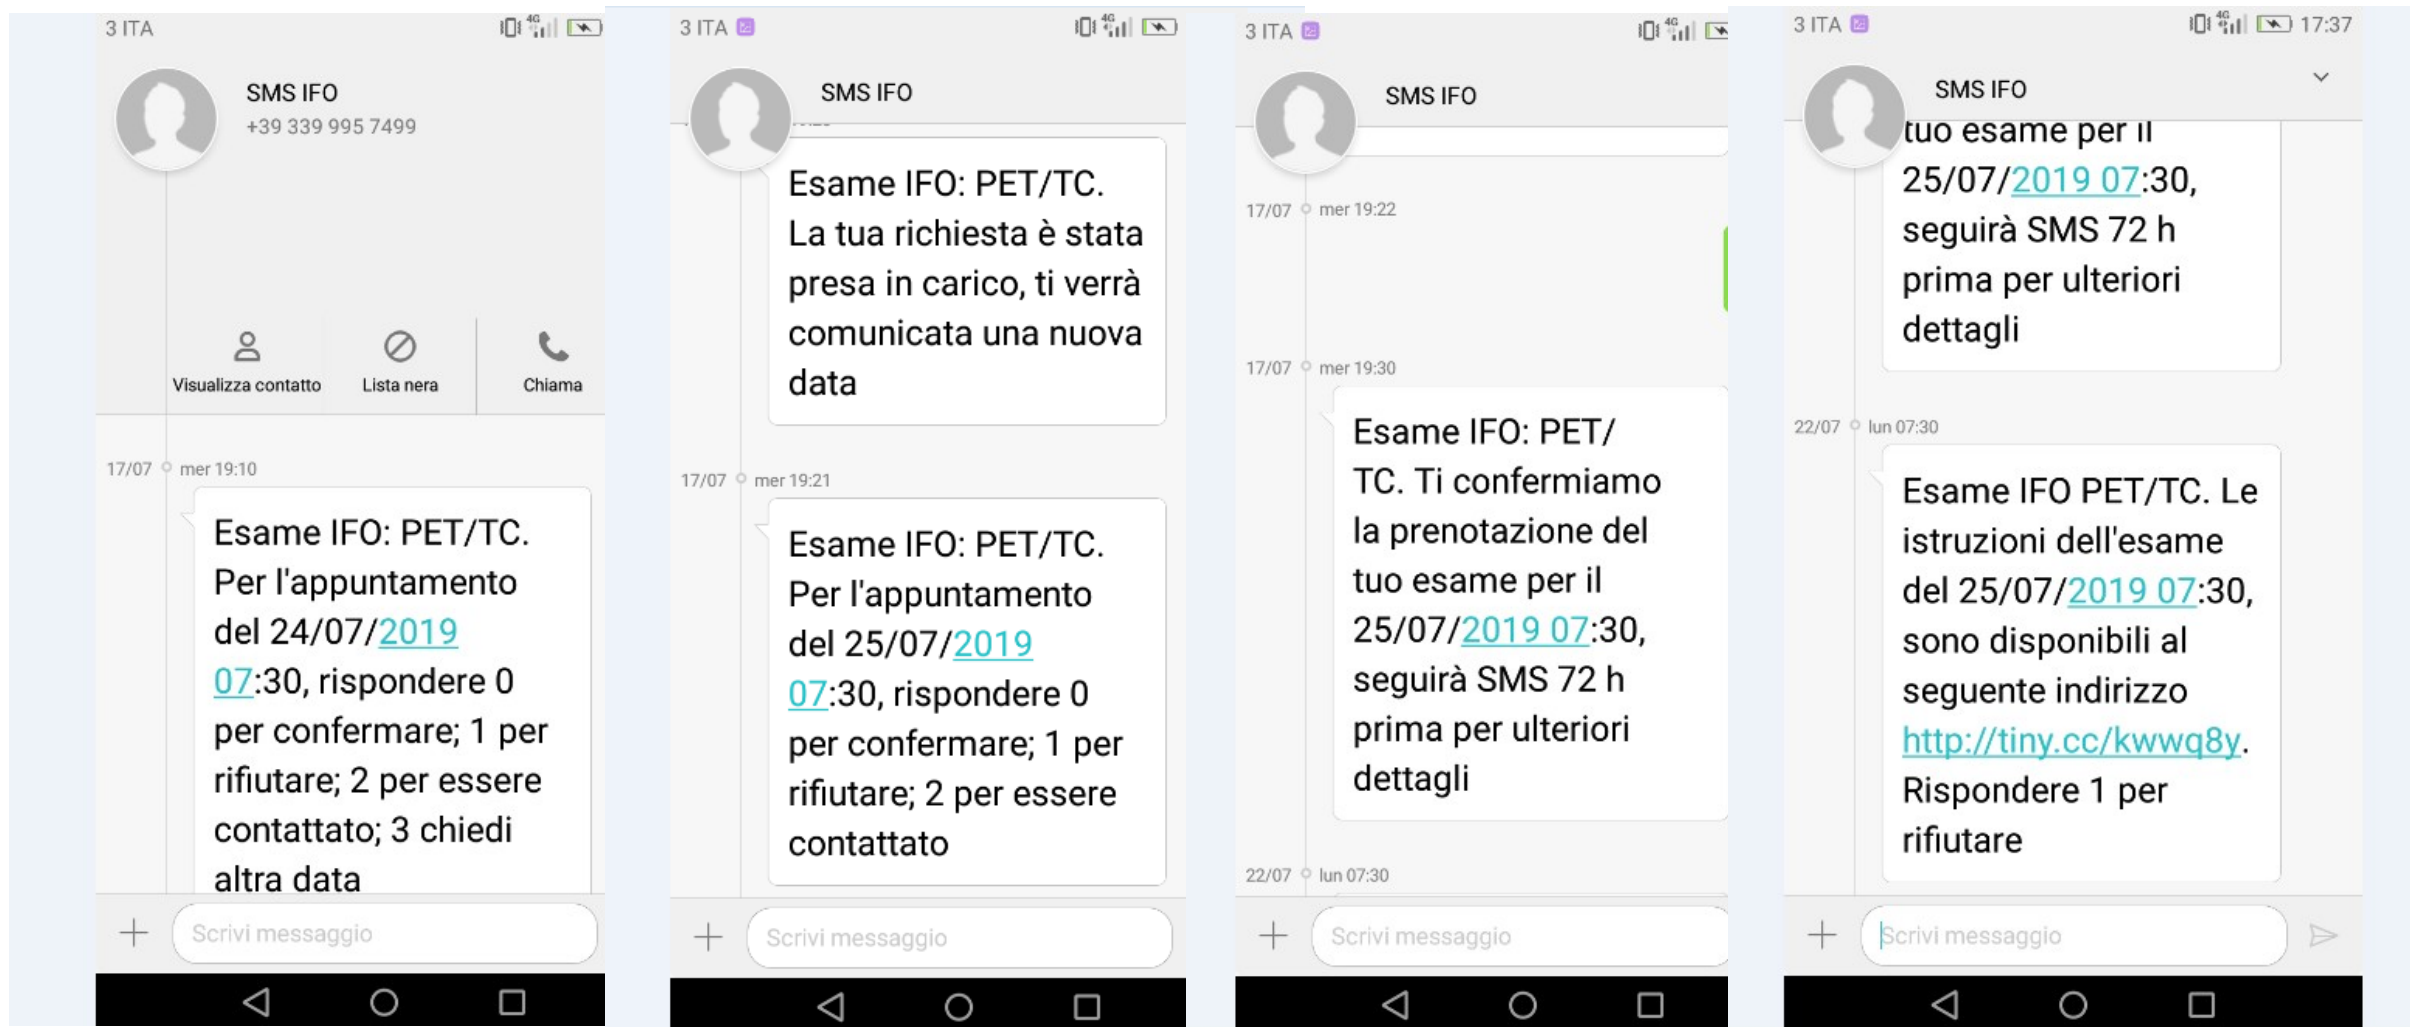 3 ITA
4G
SMS IFO
+39 339 995 7499
Visualizza contatto
Lista nera
Chiama
17/07 mer 19:10
Esame IFO: PET/TC.
Per l'appuntamento
del 24/07/2019
07:30, rispondere 0
per confermare; 1 per
rifiutare; 2 per essere
contattato; 3 chiedi
altra data
Scrivi messaggio
3 ITA
4G
SMS IFO
Esame IFO: PET/TC.
La tua richiesta è stata
presa in carico, ti verrà
comunicata una nuova
data
17/07 mer 19:21
Esame IFO: PET/TC.
Per l'appuntamento
del 25/07/2019
07:30, rispondere 0
per confermare; 1 per
rifiutare; 2 per essere
contattato
Scrivi messaggio
3 ITA
4G
SMS IFO
17/07 mer 19:22
17/07 mer 19:30
Esame IFO: PET/
TC. Ti confermiamo
la prenotazione del
tuo esame per il
25/07/2019 07:30,
seguirà SMS 72 h
prima per ulteriori
dettagli
22/07 lun 07:30
Scrivi messaggio
3 ITA
4G
17:37
SMS IFO
tuo esame per il
25/07/2019 07:30,
seguirà SMS 72 h
prima per ulteriori
dettagli
22/07 lun 07:30
Esame IFO PET/TC. Le
istruzioni dell'esame
del 25/07/2019 07:30,
sono disponibili al
seguente indirizzo
http://tiny.cc/kwwq8y.
Rispondere 1 per
rifiutare
Scrivi messaggio